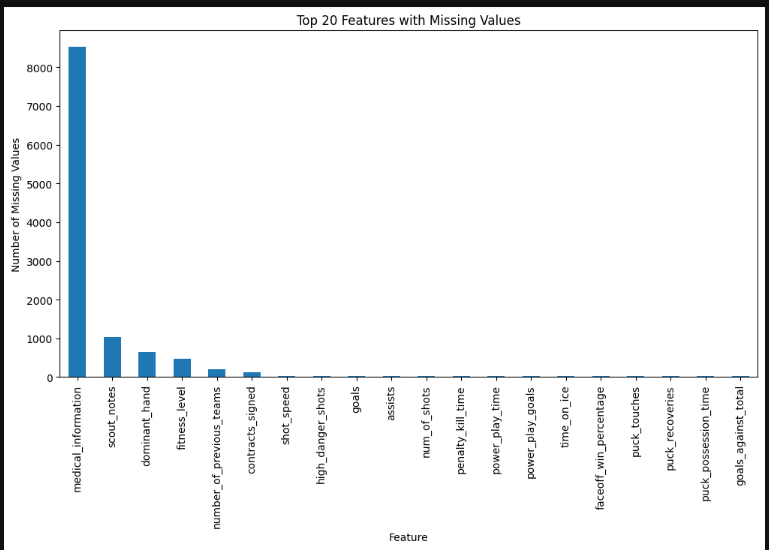 Top 20 Features with Missing Values
Number of Missing Values
8000
7000
6000
5000
4000
3000
2000
1000
0
medical_information
scout_notes
dominant_hand
fitness_level
number_of_previous_teams
contracts_signed
shot_speed
high_danger_shots
goals
assists
num_of_shots
penalty_kill_time
power_play_time
power_play_goals
time_on_ice
faceoff_win_percentage
puck_touches
puck_recoveries
puck_possession_time
goals_against_total
Feature